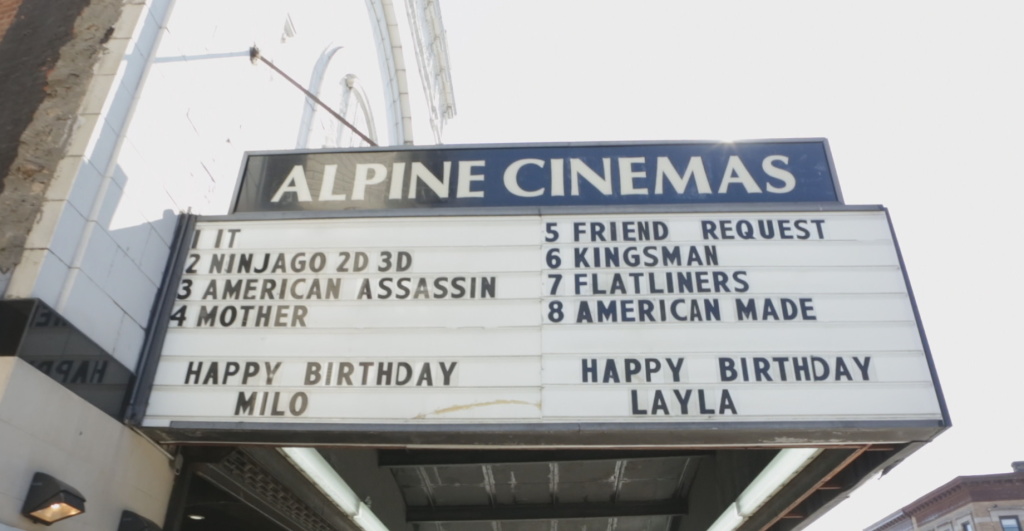 ALPINE CINEMAS
1 IT
2 NINJAGO 2D 3D
3 AMERICAN ASSASSIN
4 MOTHER
HAPPY BIRTHDAY
MILO
5 FRIEND REQUEST
6 KINGSMAN
7 FLATLINERS
8 AMERICAN MADE
HAPPY BIRTHDAY
LAYLA